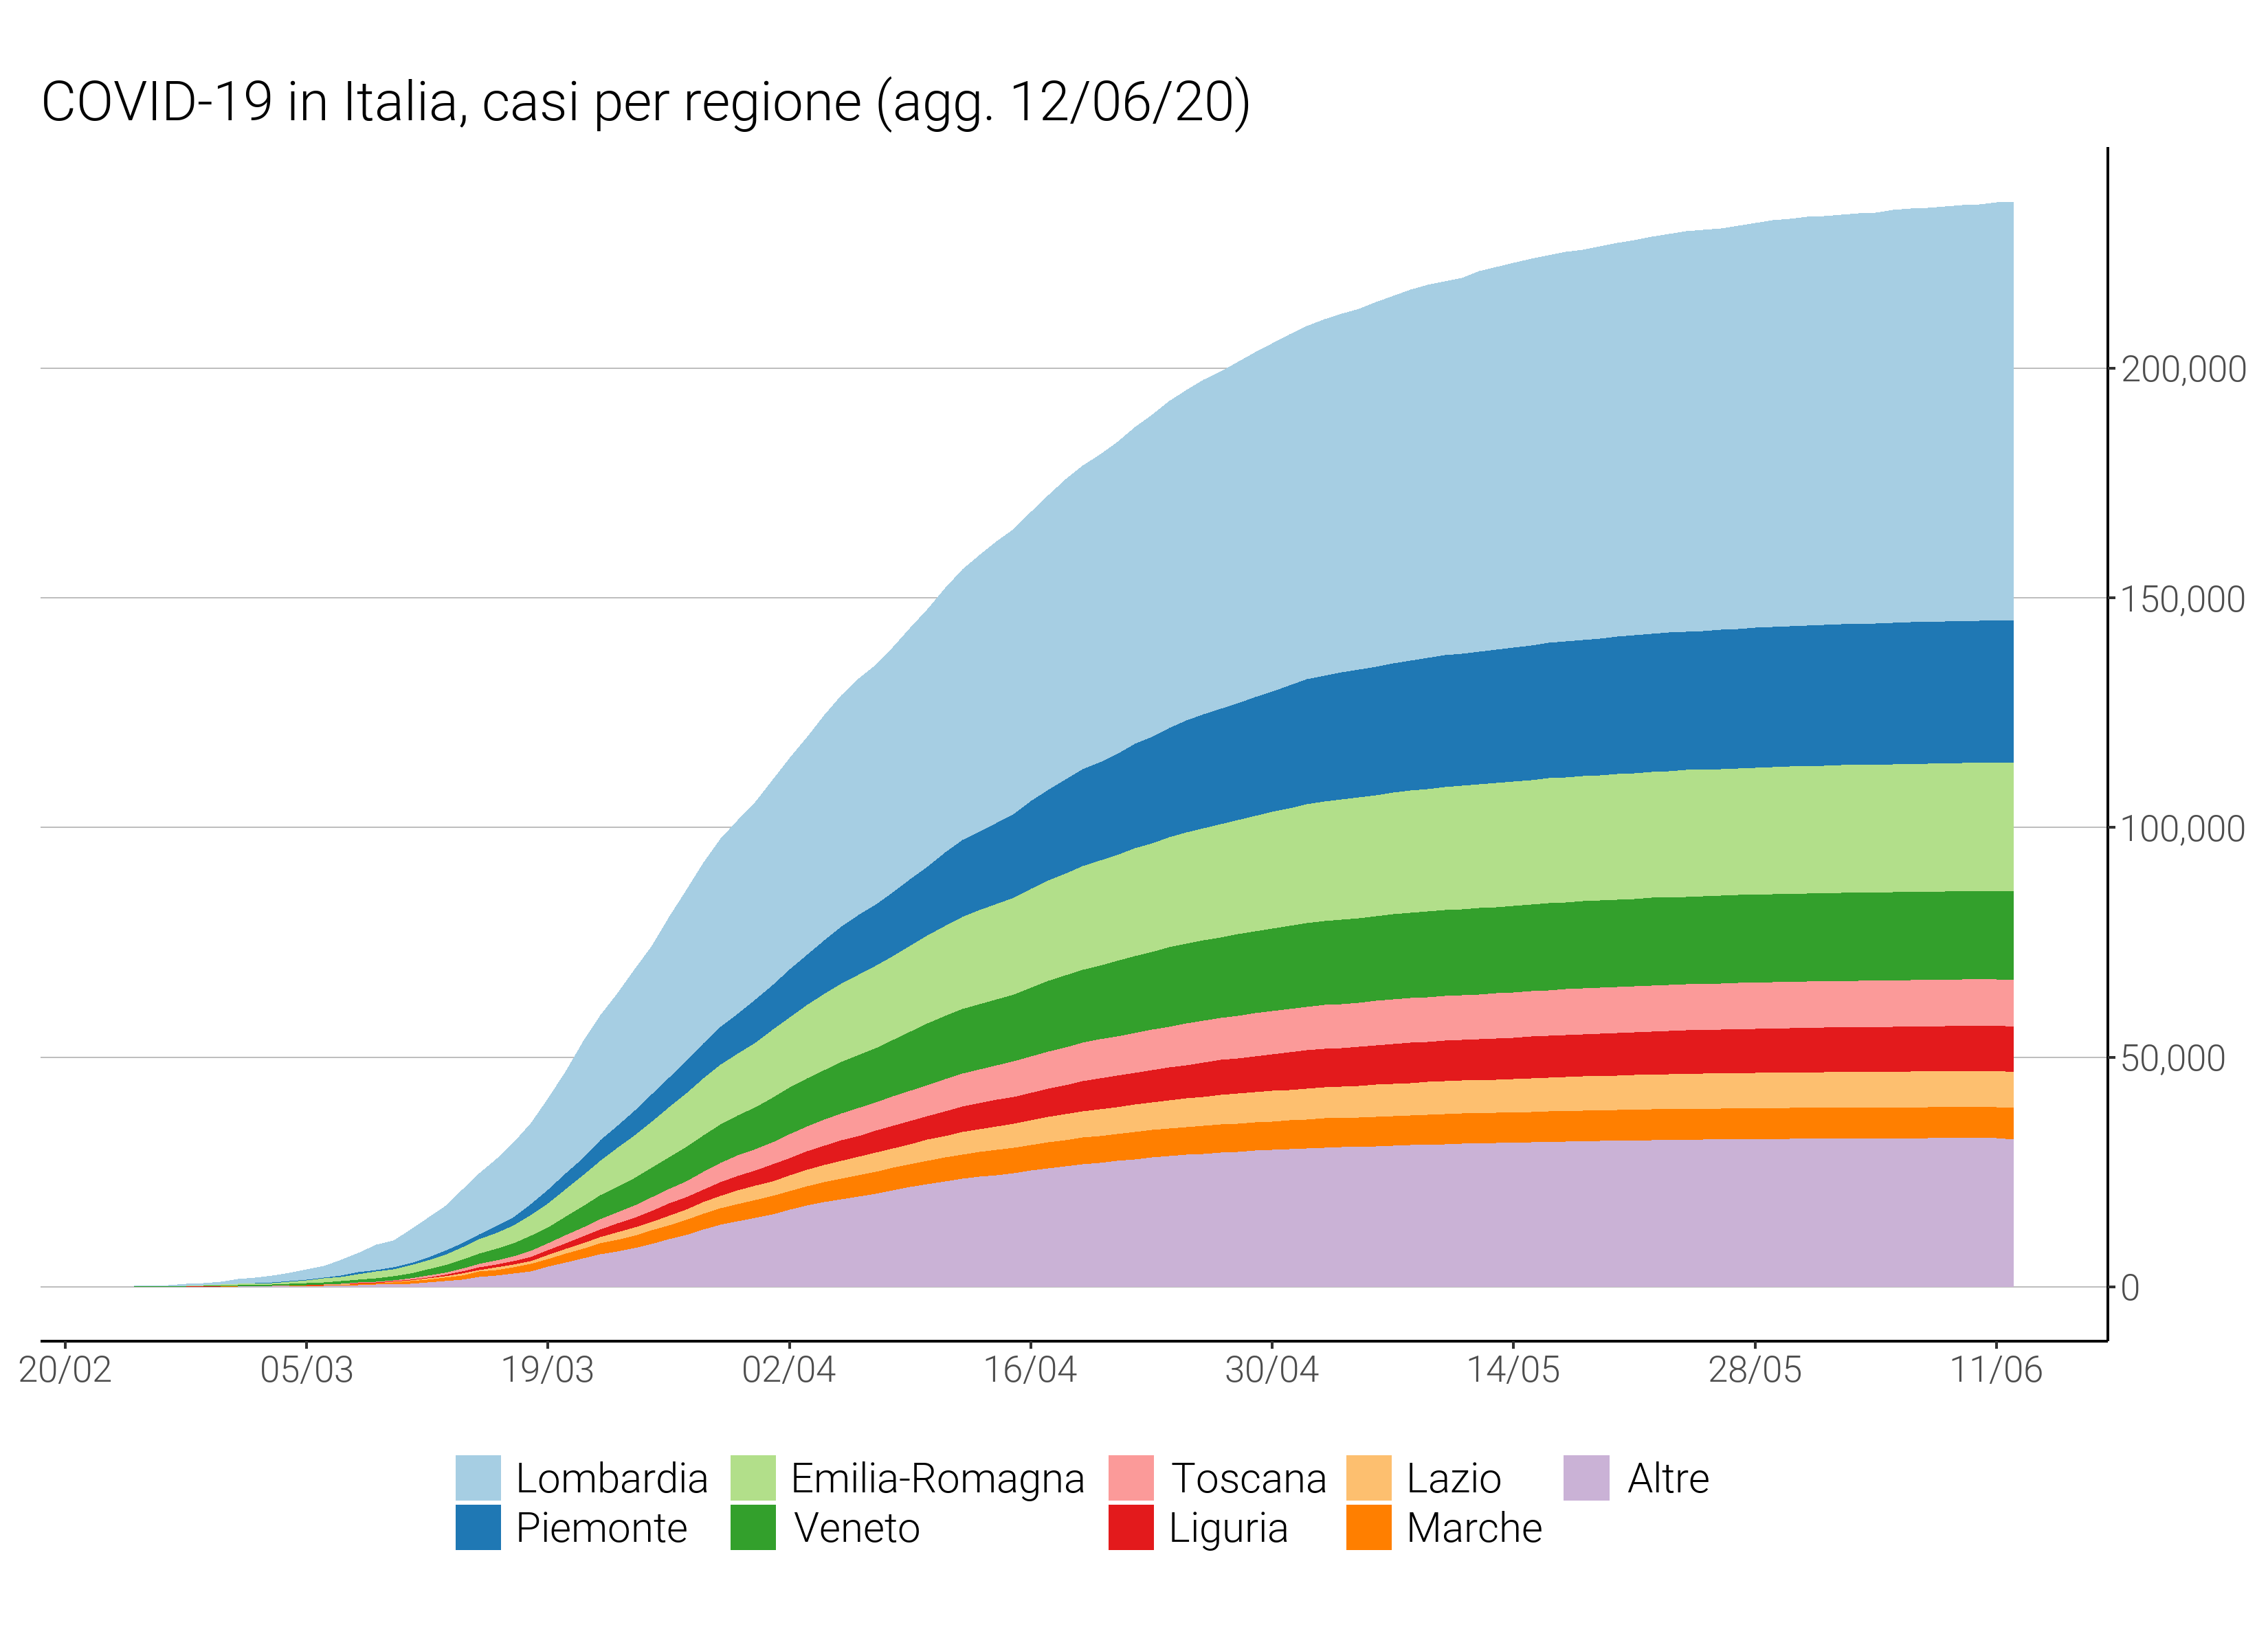 COVID-19 in Italia, casi per regione (agg. 12/06/20)
200,000
150,000
100,000
50,000
0
20/02 05/03 19/03 02/04 16/04 30/04 14/05 28/05 11/06
Lombardia Emilia-Romagna Toscana Lazio Altre
Piemonte Veneto Liguria Marche